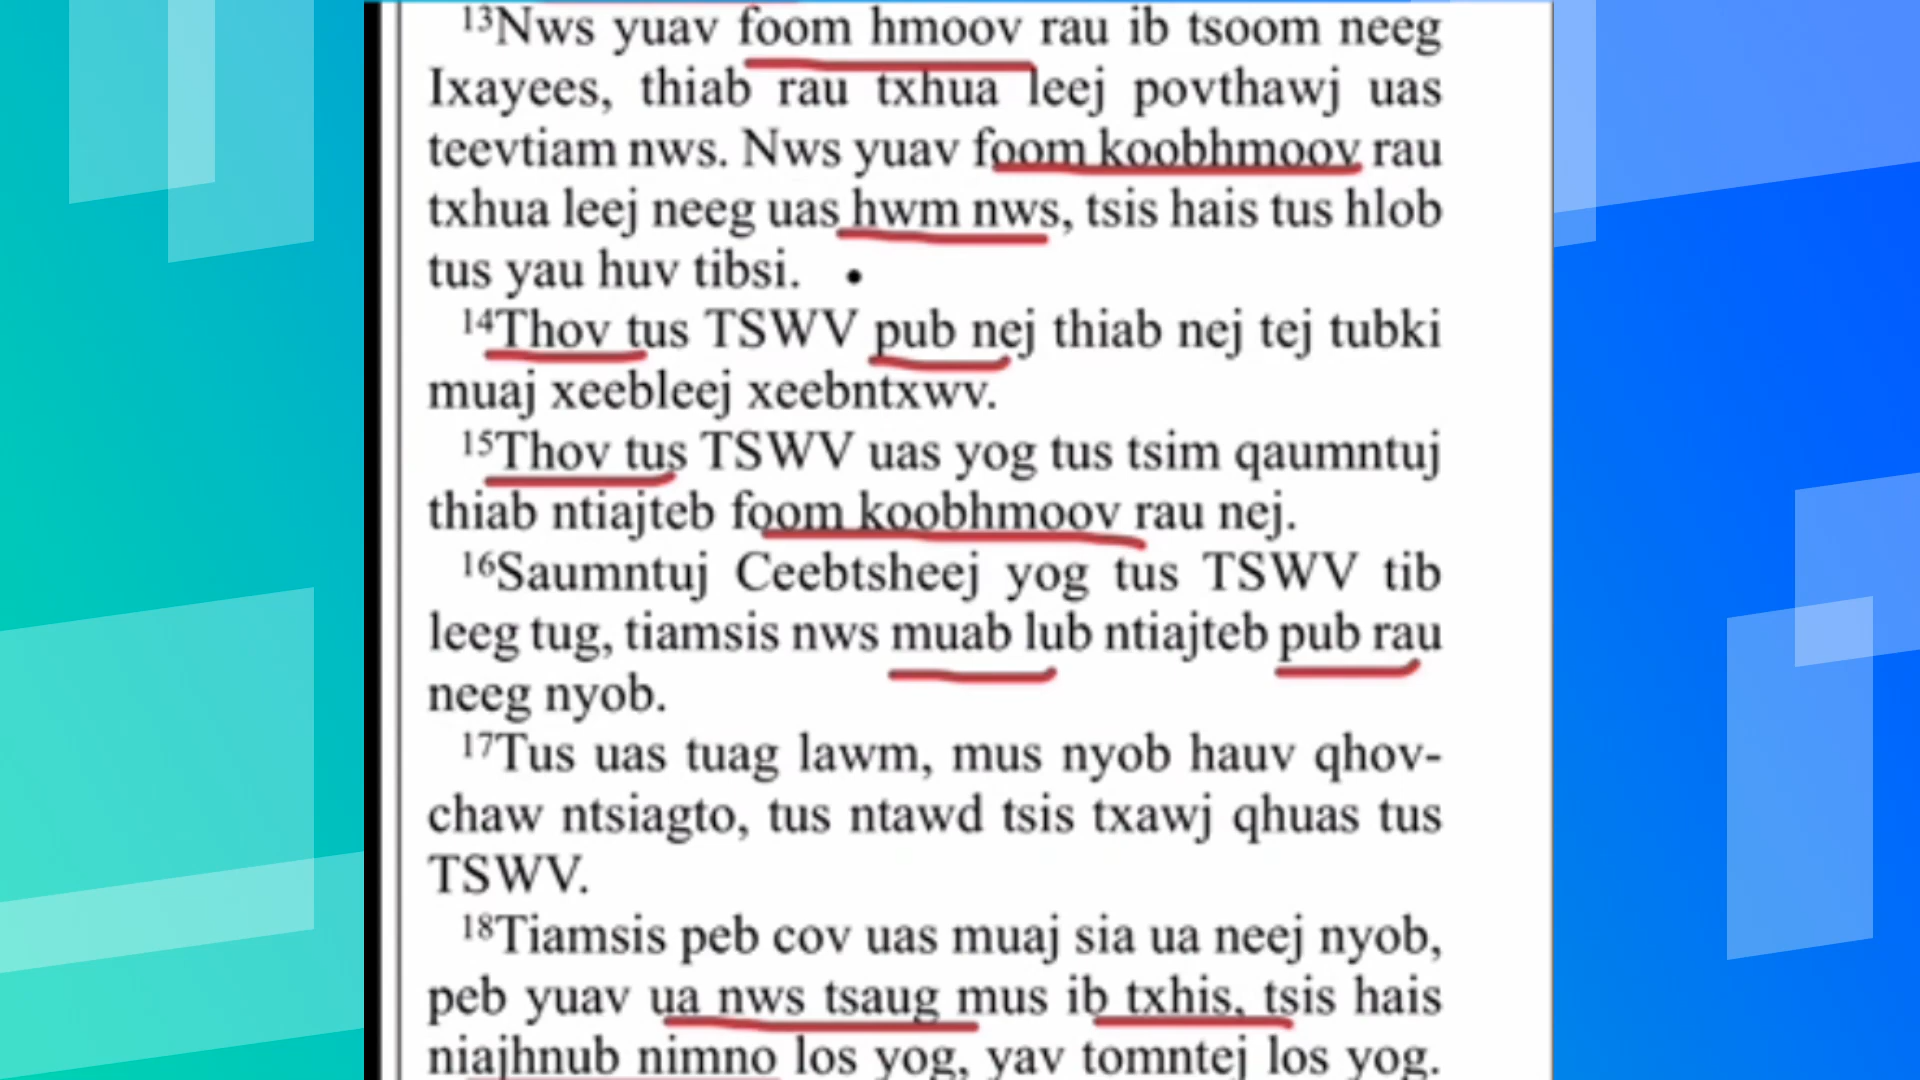 ¹³Nws yuav foom hmoov rau ib tsoom neeg
Ixayees, thiab rau txhua leej povthawj uas
teevtiam nws. Nws yuav foom koobhmoov rau
txhua leej neeg uas hwm nws, tsis hais tus hlob
tus yau huv tibsi. •
¹⁴Thov tus TSWV pub nej thiab nej tej tubki
muaj xeebleej xeebntxwv.
¹⁵Thov tus TSWV uas yog tus tsim qaumntuj
thiab ntiajteb foom koobhmoov rau nej.
¹⁶Saumntuj Ceebtsheej yog tus TSWV tib
leeg tug, tiamsis nws muab lub ntiajteb pub rau
neeg nyob.
¹⁷Tus uas tuag lawm, mus nyob hauv qhov-
chaw ntsiagto, tus ntawd tsis txawj qhuas tus
TSWV.
¹⁸Tiamsis peb cov uas muaj sia ua neej nyob,
peb yuav ua nws tsaug mus ib txhis, tsis hais
niajhnub nimno los yog, yav tomntej los yog.